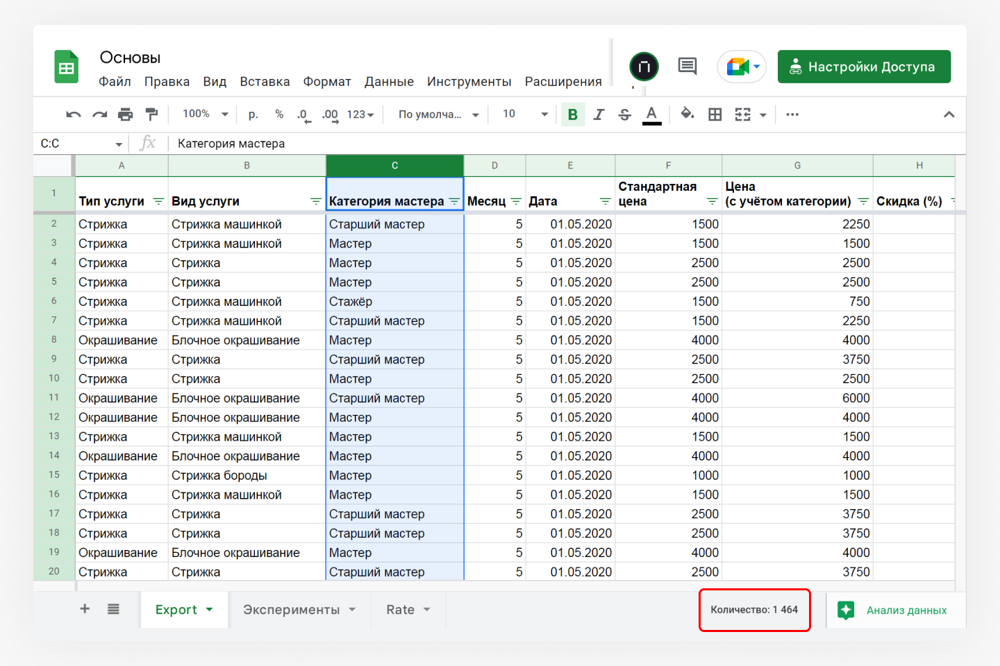 Основы
Файл Правка Вид Вставка Формат Данные Инструменты Расширения
Настройки Доступа
100% р. % .0 .00 123 По умолча... 10 B I S A
C:C fx Категория мастера
A B C D E F G H
1 Тип услуги Вид услуги Категория мастера Месяц Дата Стандартная цена Цена (с учётом категории) Скидка (%)
2 Стрижка Стрижка машинкой Старший мастер 5 01.05.2020 1500 2250
3 Стрижка Стрижка машинкой Мастер 5 01.05.2020 1500 1500
4 Стрижка Стрижка Мастер 5 01.05.2020 2500 2500
5 Стрижка Стрижка Мастер 5 01.05.2020 2500 2500
6 Стрижка Стрижка машинкой Стажёр 5 01.05.2020 1500 750
7 Стрижка Стрижка машинкой Старший мастер 5 01.05.2020 1500 2250
8 Окрашивание Блочное окрашивание Мастер 5 01.05.2020 4000 4000
9 Стрижка Стрижка Старший мастер 5 01.05.2020 2500 3750
10 Стрижка Стрижка Мастер 5 01.05.2020 2500 2500
11 Окрашивание Блочное окрашивание Старший мастер 5 01.05.2020 4000 6000
12 Окрашивание Блочное окрашивание Мастер 5 01.05.2020 4000 4000
13 Стрижка Стрижка машинкой Мастер 5 01.05.2020 1500 1500
14 Окрашивание Блочное окрашивание Мастер 5 01.05.2020 4000 4000
15 Стрижка Стрижка бороды Мастер 5 01.05.2020 1000 1000
16 Стрижка Стрижка машинкой Мастер 5 01.05.2020 1500 1500
17 Стрижка Стрижка Старший мастер 5 01.05.2020 2500 3750
18 Стрижка Стрижка Старший мастер 5 01.05.2020 2500 3750
19 Окрашивание Блочное окрашивание Мастер 5 01.05.2020 4000 4000
20 Стрижка Стрижка Старший мастер 5 01.05.2020 2500 3750
Export Эксперименты Rate Количество: 1 464 Анализ данных